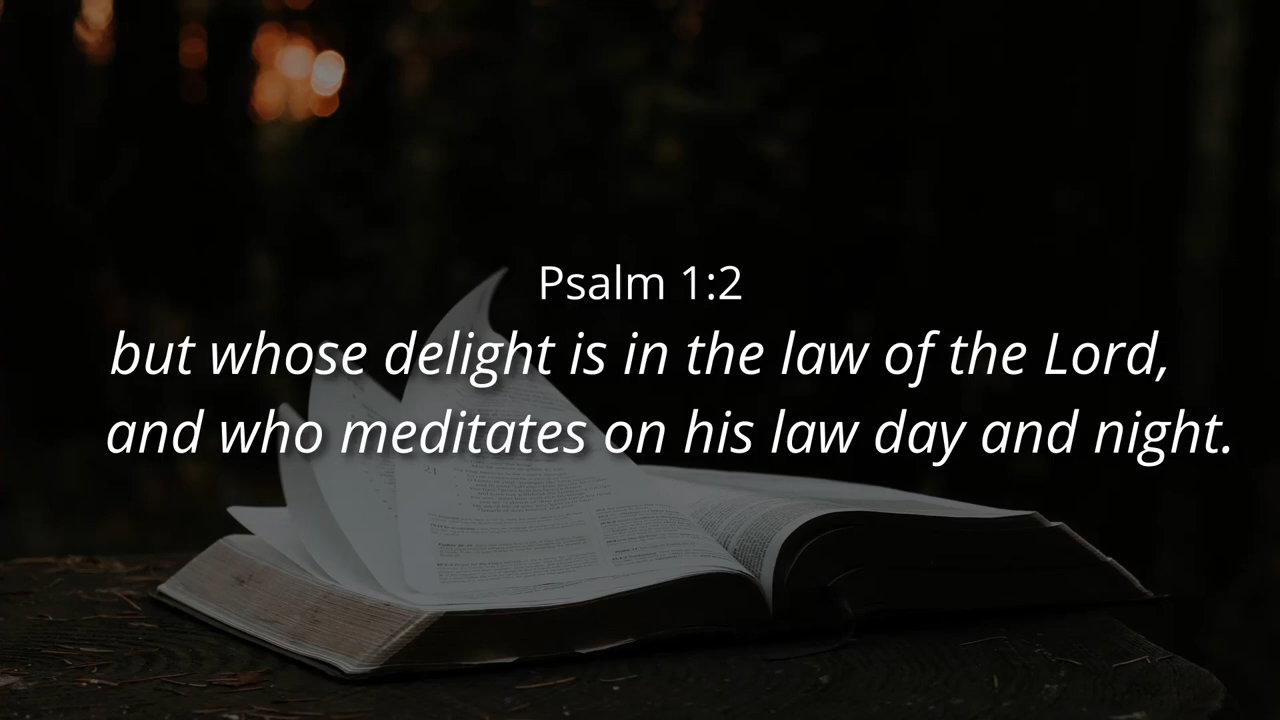 Psalm 1:2
but whose delight is in the law of the Lord,
and who meditates on his law day and night.